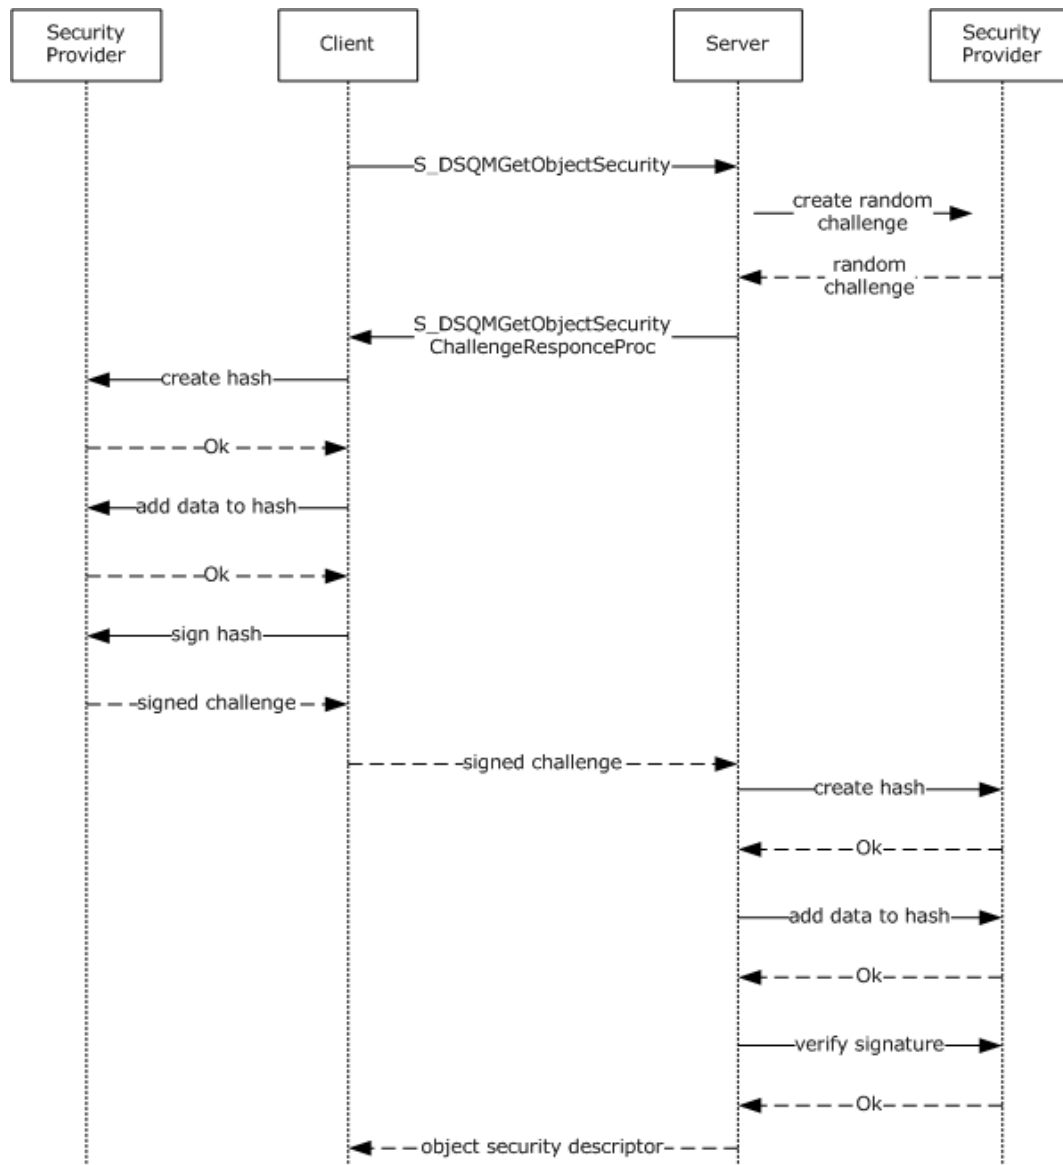 Security
Provider
Client
Server
Security
Provider
S_DSQMGetObjectSecurity
create random
challenge
random
challenge
S_DSQMGetObjectSecurity
ChallengeResponceProc
create hash
Ok
add data to hash
Ok
sign hash
signed challenge
signed challenge
create hash
Ok
add data to hash
Ok
verify signature
Ok
object security descriptor